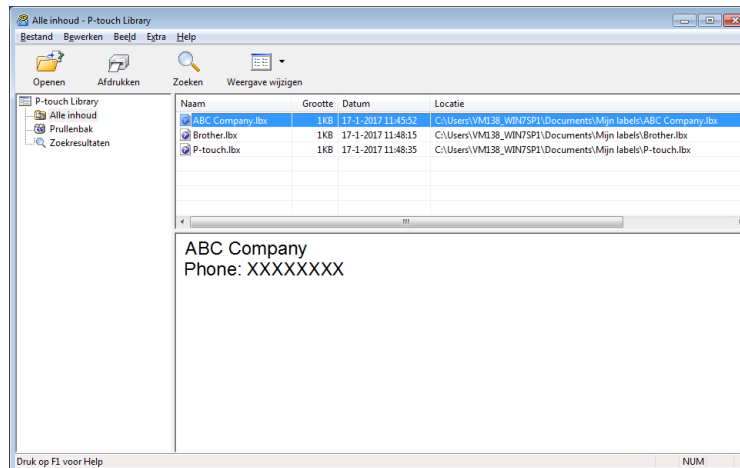 Alle inhoud - P-touch Library
Bestand Bewerken Beeld Extra Help
Openen Afdrukken Zoeken Weergave wijzigen
P-touch Library
Alle inhoud
Prullenbak
Zoekresultaten
Naam Grootte Datum Locatie
ABC Company.lbx 1KB 17-1-2017 11:45:52 C:\Users\VM138_WIN7SP1\Documents\Mijn labels\ABC Company.lbx
Brother.lbx 1KB 17-1-2017 11:48:15 C:\Users\VM138_WIN7SP1\Documents\Mijn labels\Brother.lbx
P-touch.lbx 1KB 17-1-2017 11:48:35 C:\Users\VM138_WIN7SP1\Documents\Mijn labels\P-touch.lbx
ABC Company
Phone: XXXXXXXX
Druk op F1 voor Help NUM